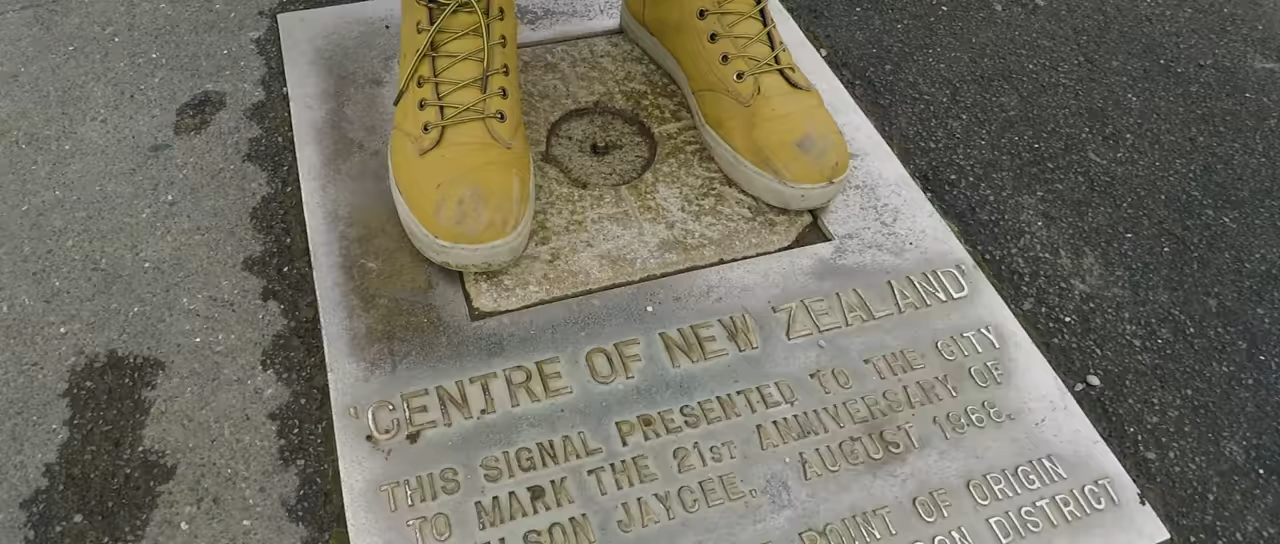 'CENTRE OF NEW ZEALAND'
THIS SIGNAL PRESENTED TO THE CITY
TO MARK THE 21ST ANNIVERSARY OF
JAYCEE. AUGUST 1968.
POINT OF ORIGIN
DISTRICT